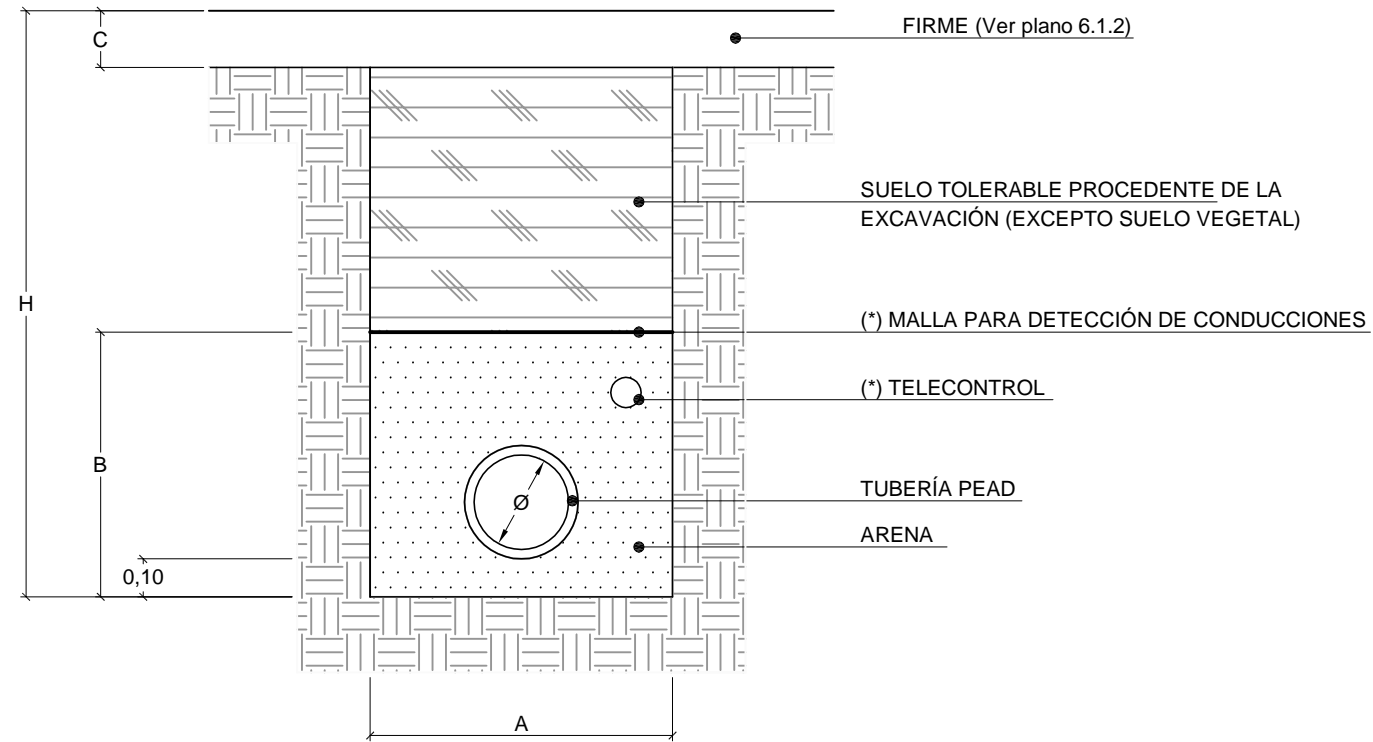 FIRME (Ver plano 6.1.2)
C
SUELO TOLERABLE PROCEDENTE DE LA
EXCAVACIÓN (EXCEPTO SUELO VEGETAL)
H
(*) MALLA PARA DETECCIÓN DE CONDUCCIONES
(*) TELECONTROL
B
TUBERÍA PEAD
Ø
ARENA
0,10
A